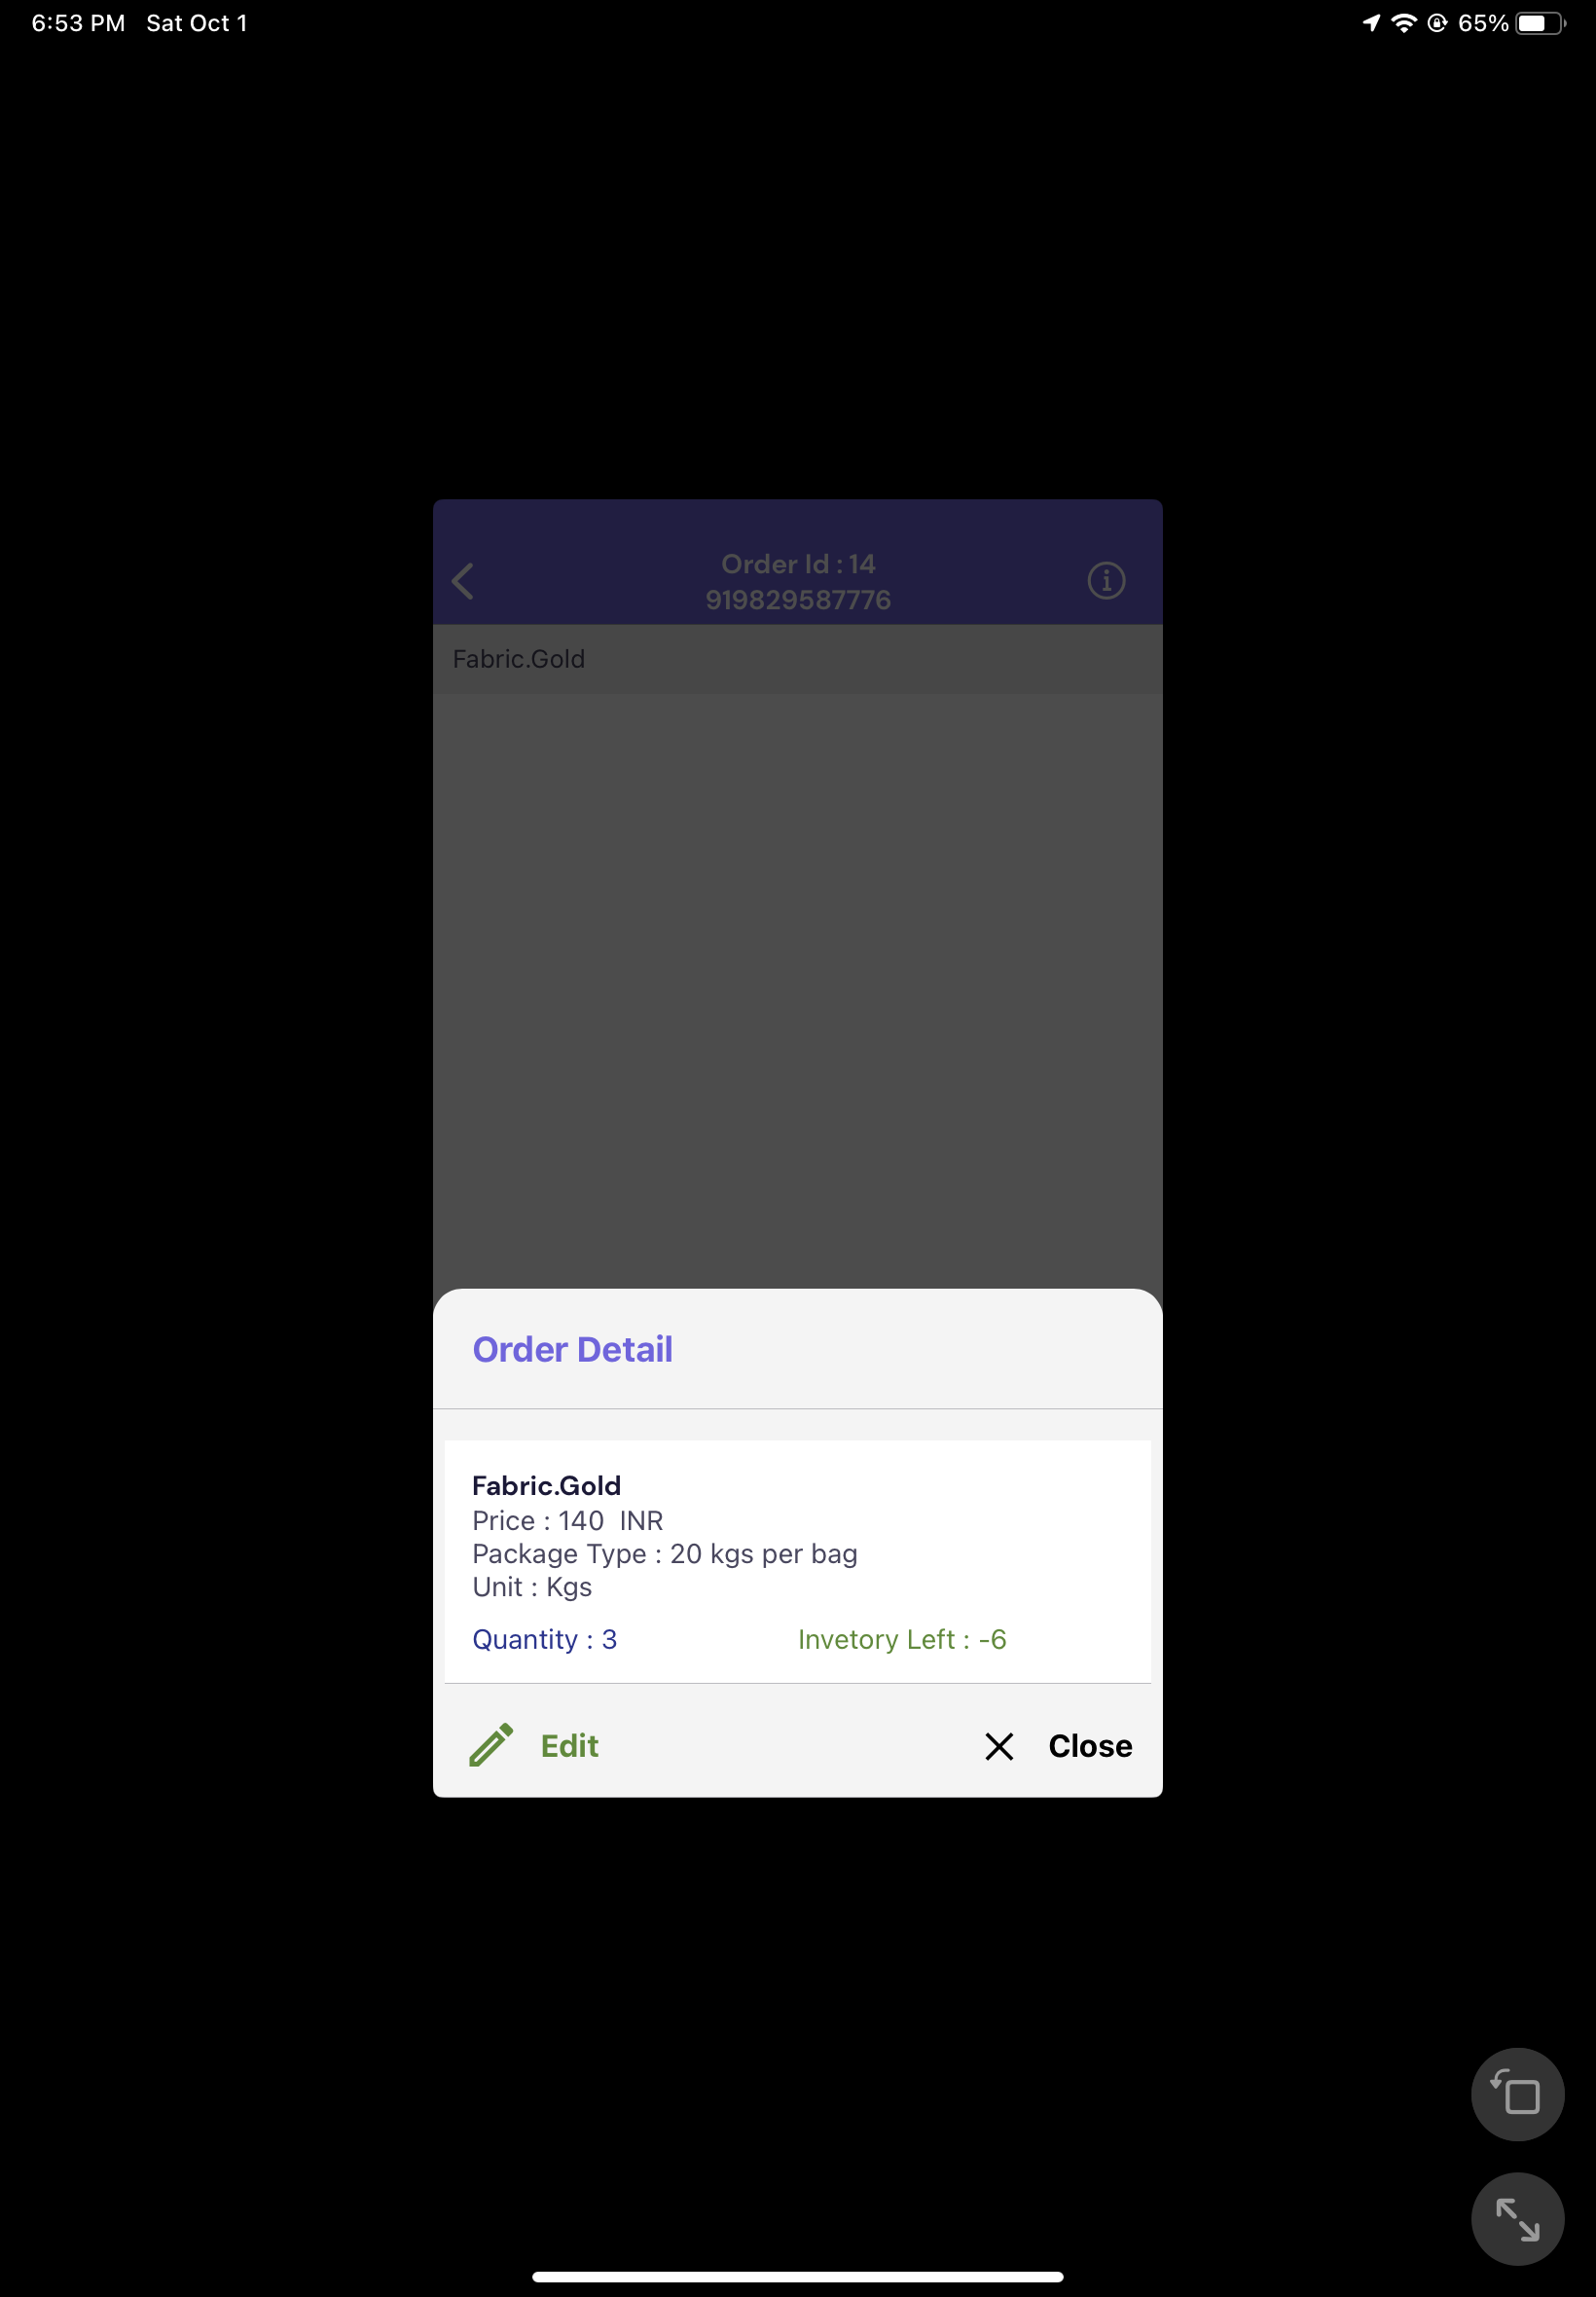 6:53 PM Sat Oct 1
65%
Order Id : 14
919829587776
Fabric.Gold
Order Detail
Fabric.Gold
Price : 140 INR
Package Type : 20 kgs per bag
Unit : Kgs
Quantity : 3 Invetory Left : -6
Edit Close